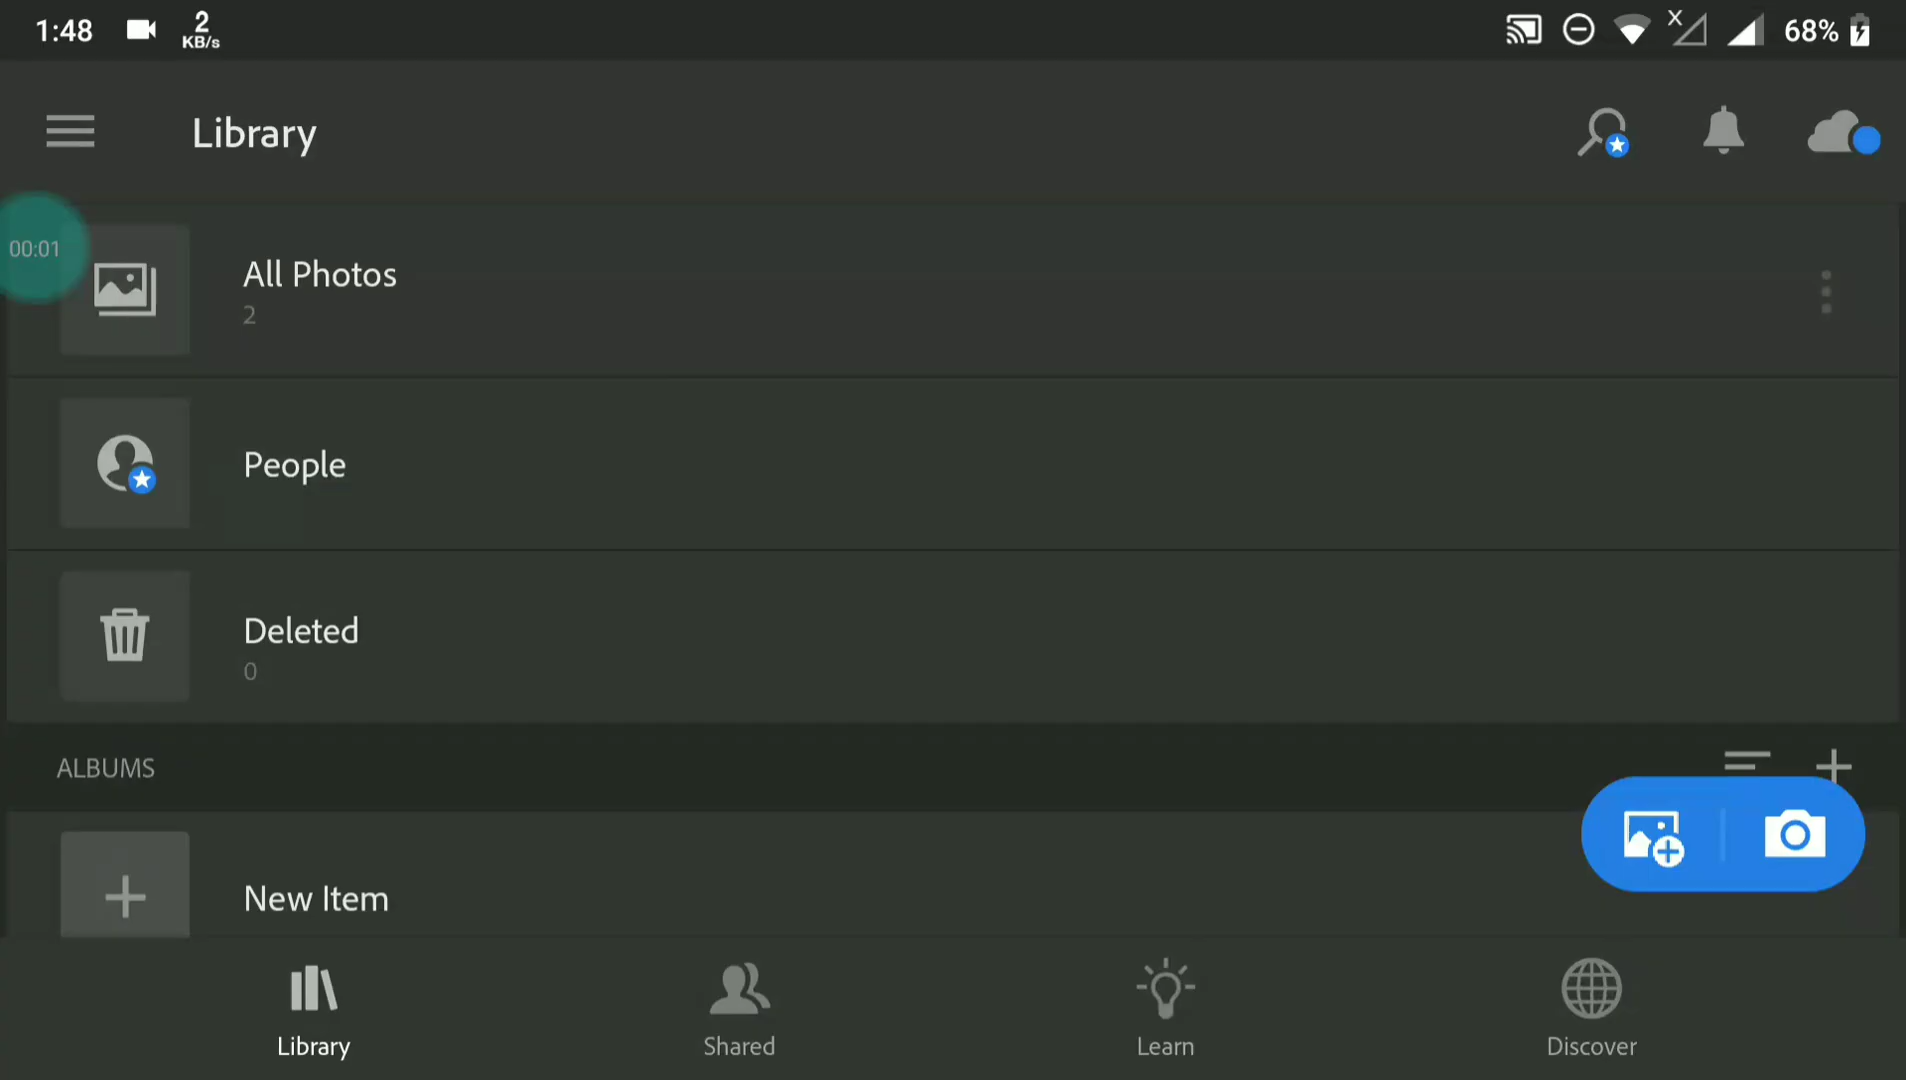 1:48
2
KB/s
X
68%
Library
00:01
All Photos
2
People
Deleted
0
ALBUMS
New Item
Library
Shared
Learn
Discover